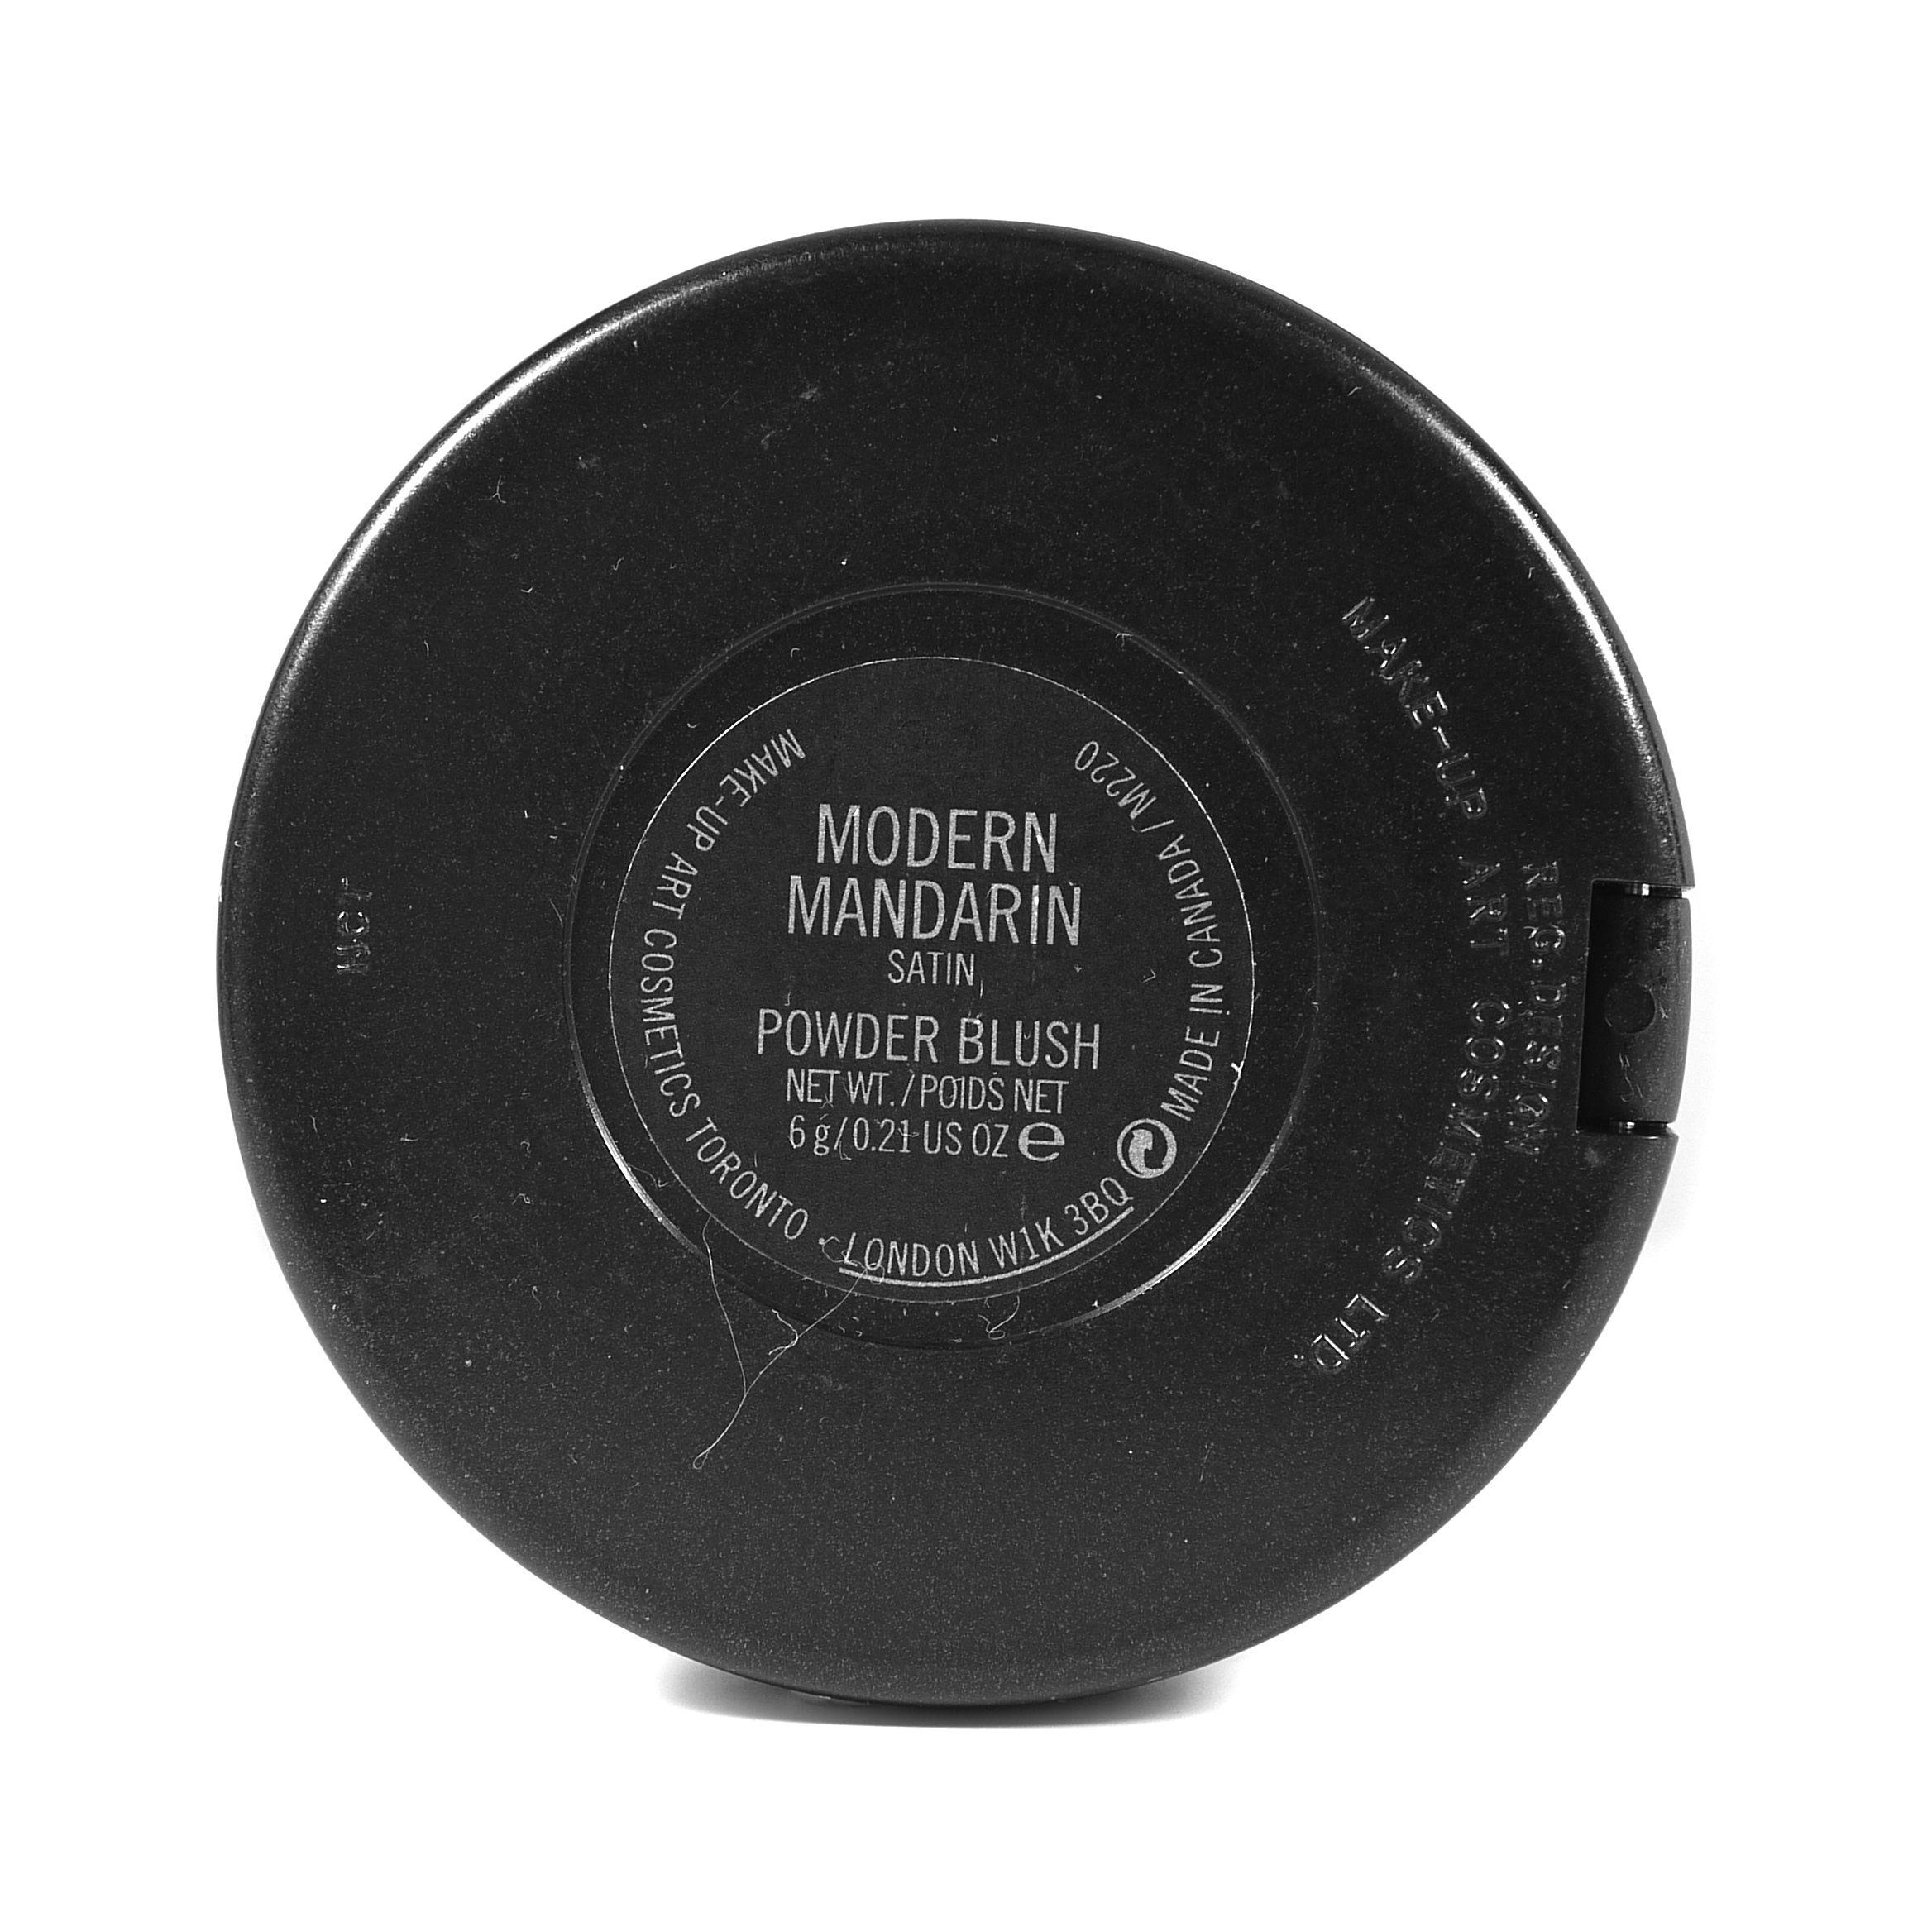 MODERN
MANDARIN
SATIN
POWDER BLUSH
NET WT. / POIDS NET
6 g/0.21 US OZ e
MAKE-UP ART COSMETICS TORONTO · LONDON W1K 3BQ
MADE IN CANADA / M220
MAKE-UP ART COSMETICS LTD.
REG. DESIGN